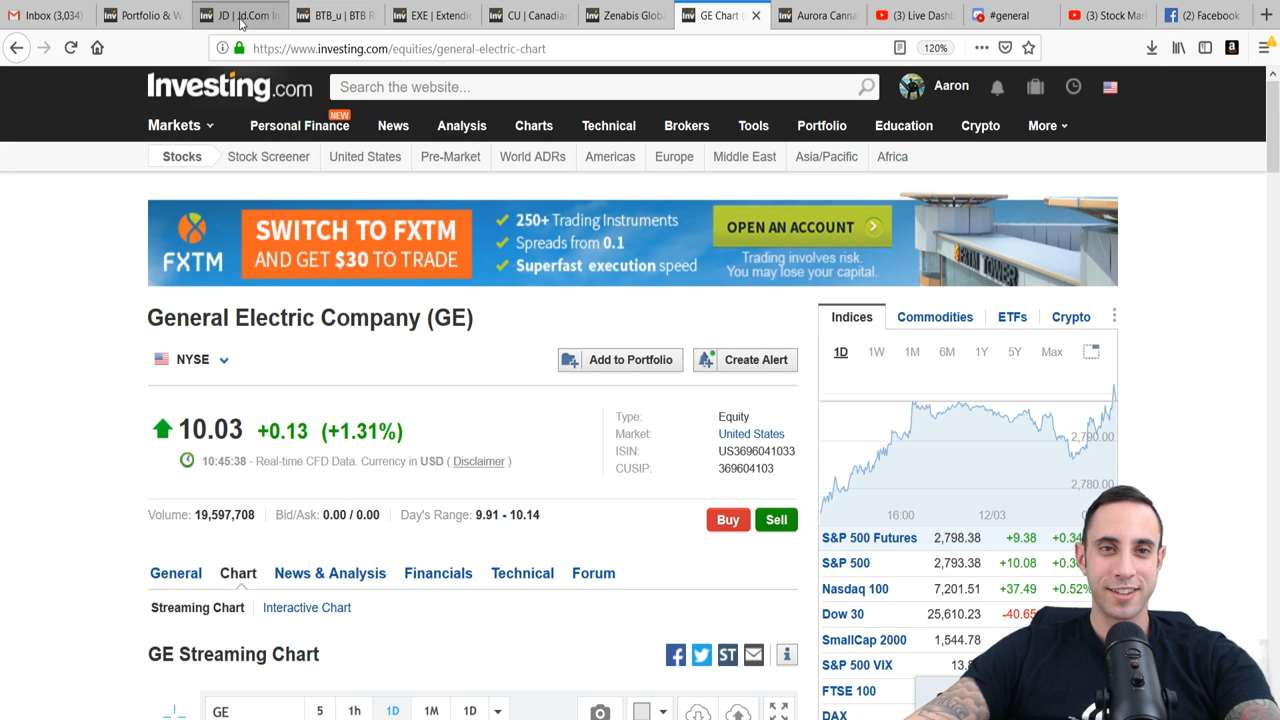 Inbox (3,034)
Portfolio & W
JD | Jd.Com In
BTB_u | BTB R
EXE | Extendic
CU | Canadian
Zenabis Globa
GE Chart (
Aurora Canna
(3) Live Dashb
#general
(3) Stock Mar
(2) Facebook
https://www.investing.com/equities/general-electric-chart
120%
Investing.com
Search the website...
Aaron
Markets
Personal Finance
NEW
News
Analysis
Charts
Technical
Brokers
Tools
Portfolio
Education
Crypto
More
Stocks
Stock Screener
United States
Pre-Market
World ADRs
Americas
Europe
Middle East
Asia/Pacific
Africa
FXTM
SWITCH TO FXTM
AND GET $30 TO TRADE
250+ Trading Instruments
Spreads from 0.1
Superfast execution speed
OPEN AN ACCOUNT
Trading involves risk.
You may lose your capital.
FXTM TOWER
General Electric Company (GE)
NYSE
Add to Portfolio
Create Alert
10.03 +0.13 (+1.31%)
10:45:38 - Real-time CFD Data. Currency in USD ( Disclaimer )
Type: Equity
Market: United States
ISIN: US3696041033
CUSIP: 369604103
Volume: 19,597,708
Bid/Ask: 0.00 / 0.00
Day's Range: 9.91 - 10.14
Buy
Sell
General
Chart
News & Analysis
Financials
Technical
Forum
Streaming Chart
Interactive Chart
GE Streaming Chart
ST
GE
5
1h
1D
1M
1D
Indices
Commodities
ETFs
Crypto
1D
1W
1M
6M
1Y
5Y
Max
2,790.00
2,780.00
16:00
12/03
S&P 500 Futures 2,798.38 +9.38
S&P 500 2,793.38 +10.08
Nasdaq 100 7,201.51 +37.49 +0.52%
Dow 30 25,610.23 -40.65
SmallCap 2000 1,544.78
S&P 500 VIX
FTSE 100
DAX